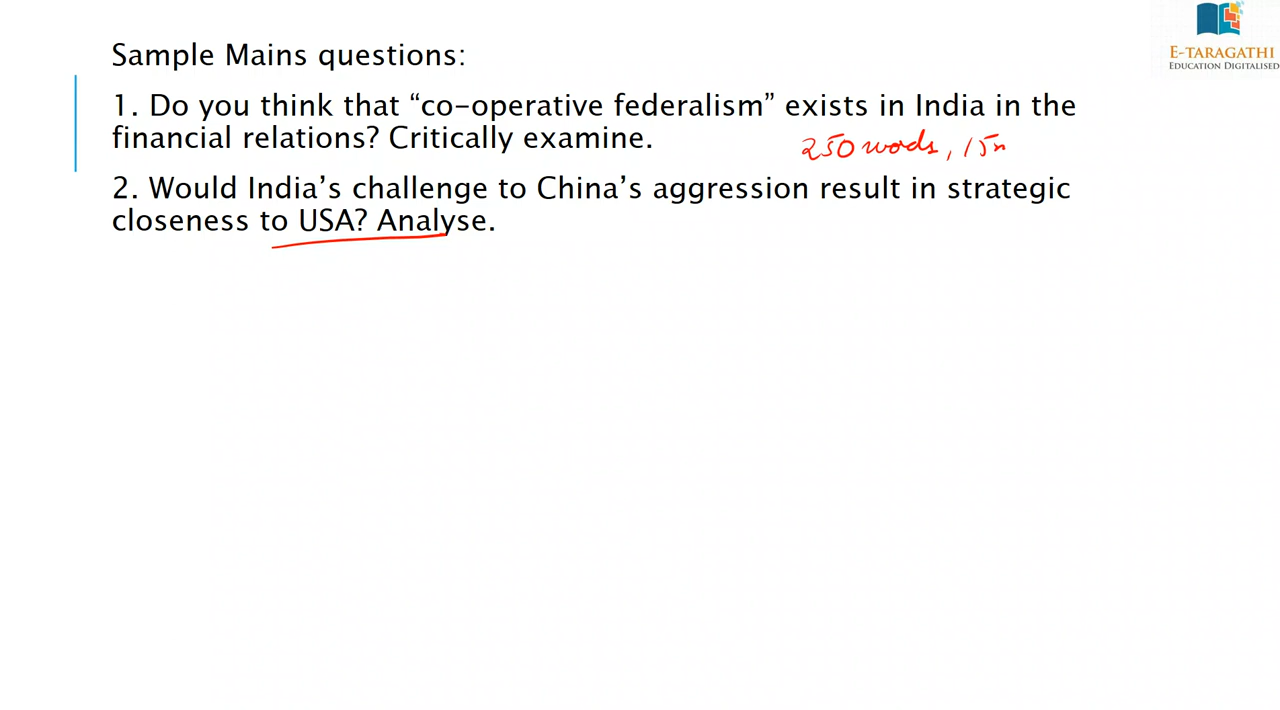 E-TARAGATHI
EDUCATION DIGITALISED
Sample Mains questions:
1. Do you think that “co-operative federalism” exists in India in the
financial relations? Critically examine.
250 words, 15m
2. Would India’s challenge to China’s aggression result in strategic
closeness to USA? Analyse.